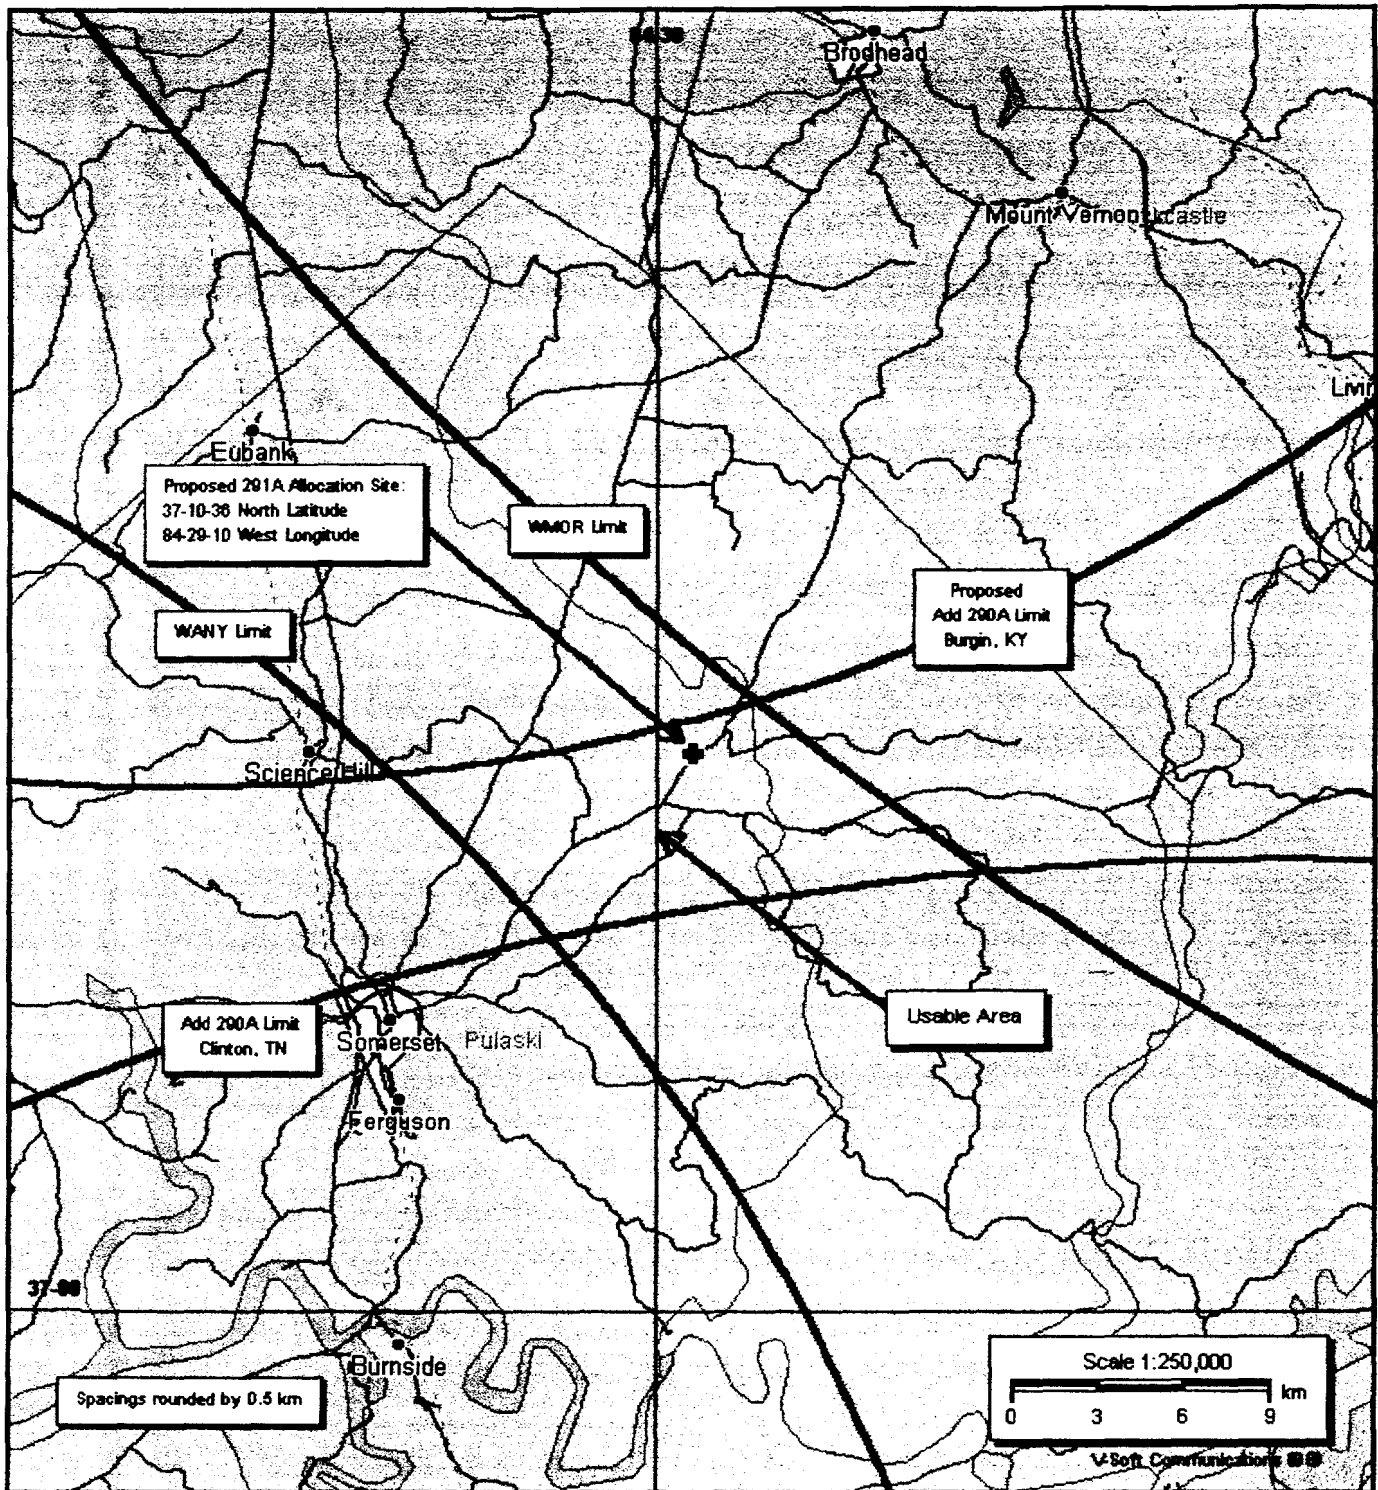 84-30
Brodhead
Mount Vernon
Eubank
Proposed 291A Allocation Site:
37-10-36 North Latitude
84-29-10 West Longitude
WMOR Limit
Proposed
Add 290A Limit
Burgin, KY
WANY Limit
Science Hill
Add 290A Limit
Clinton, TN
Somerset
Pulaski
Usable Area
Ferguson
Burnside
Spacings rounded by 0.5 km
Scale 1:250,000
km
0 3 6 9
V-Soft Communications